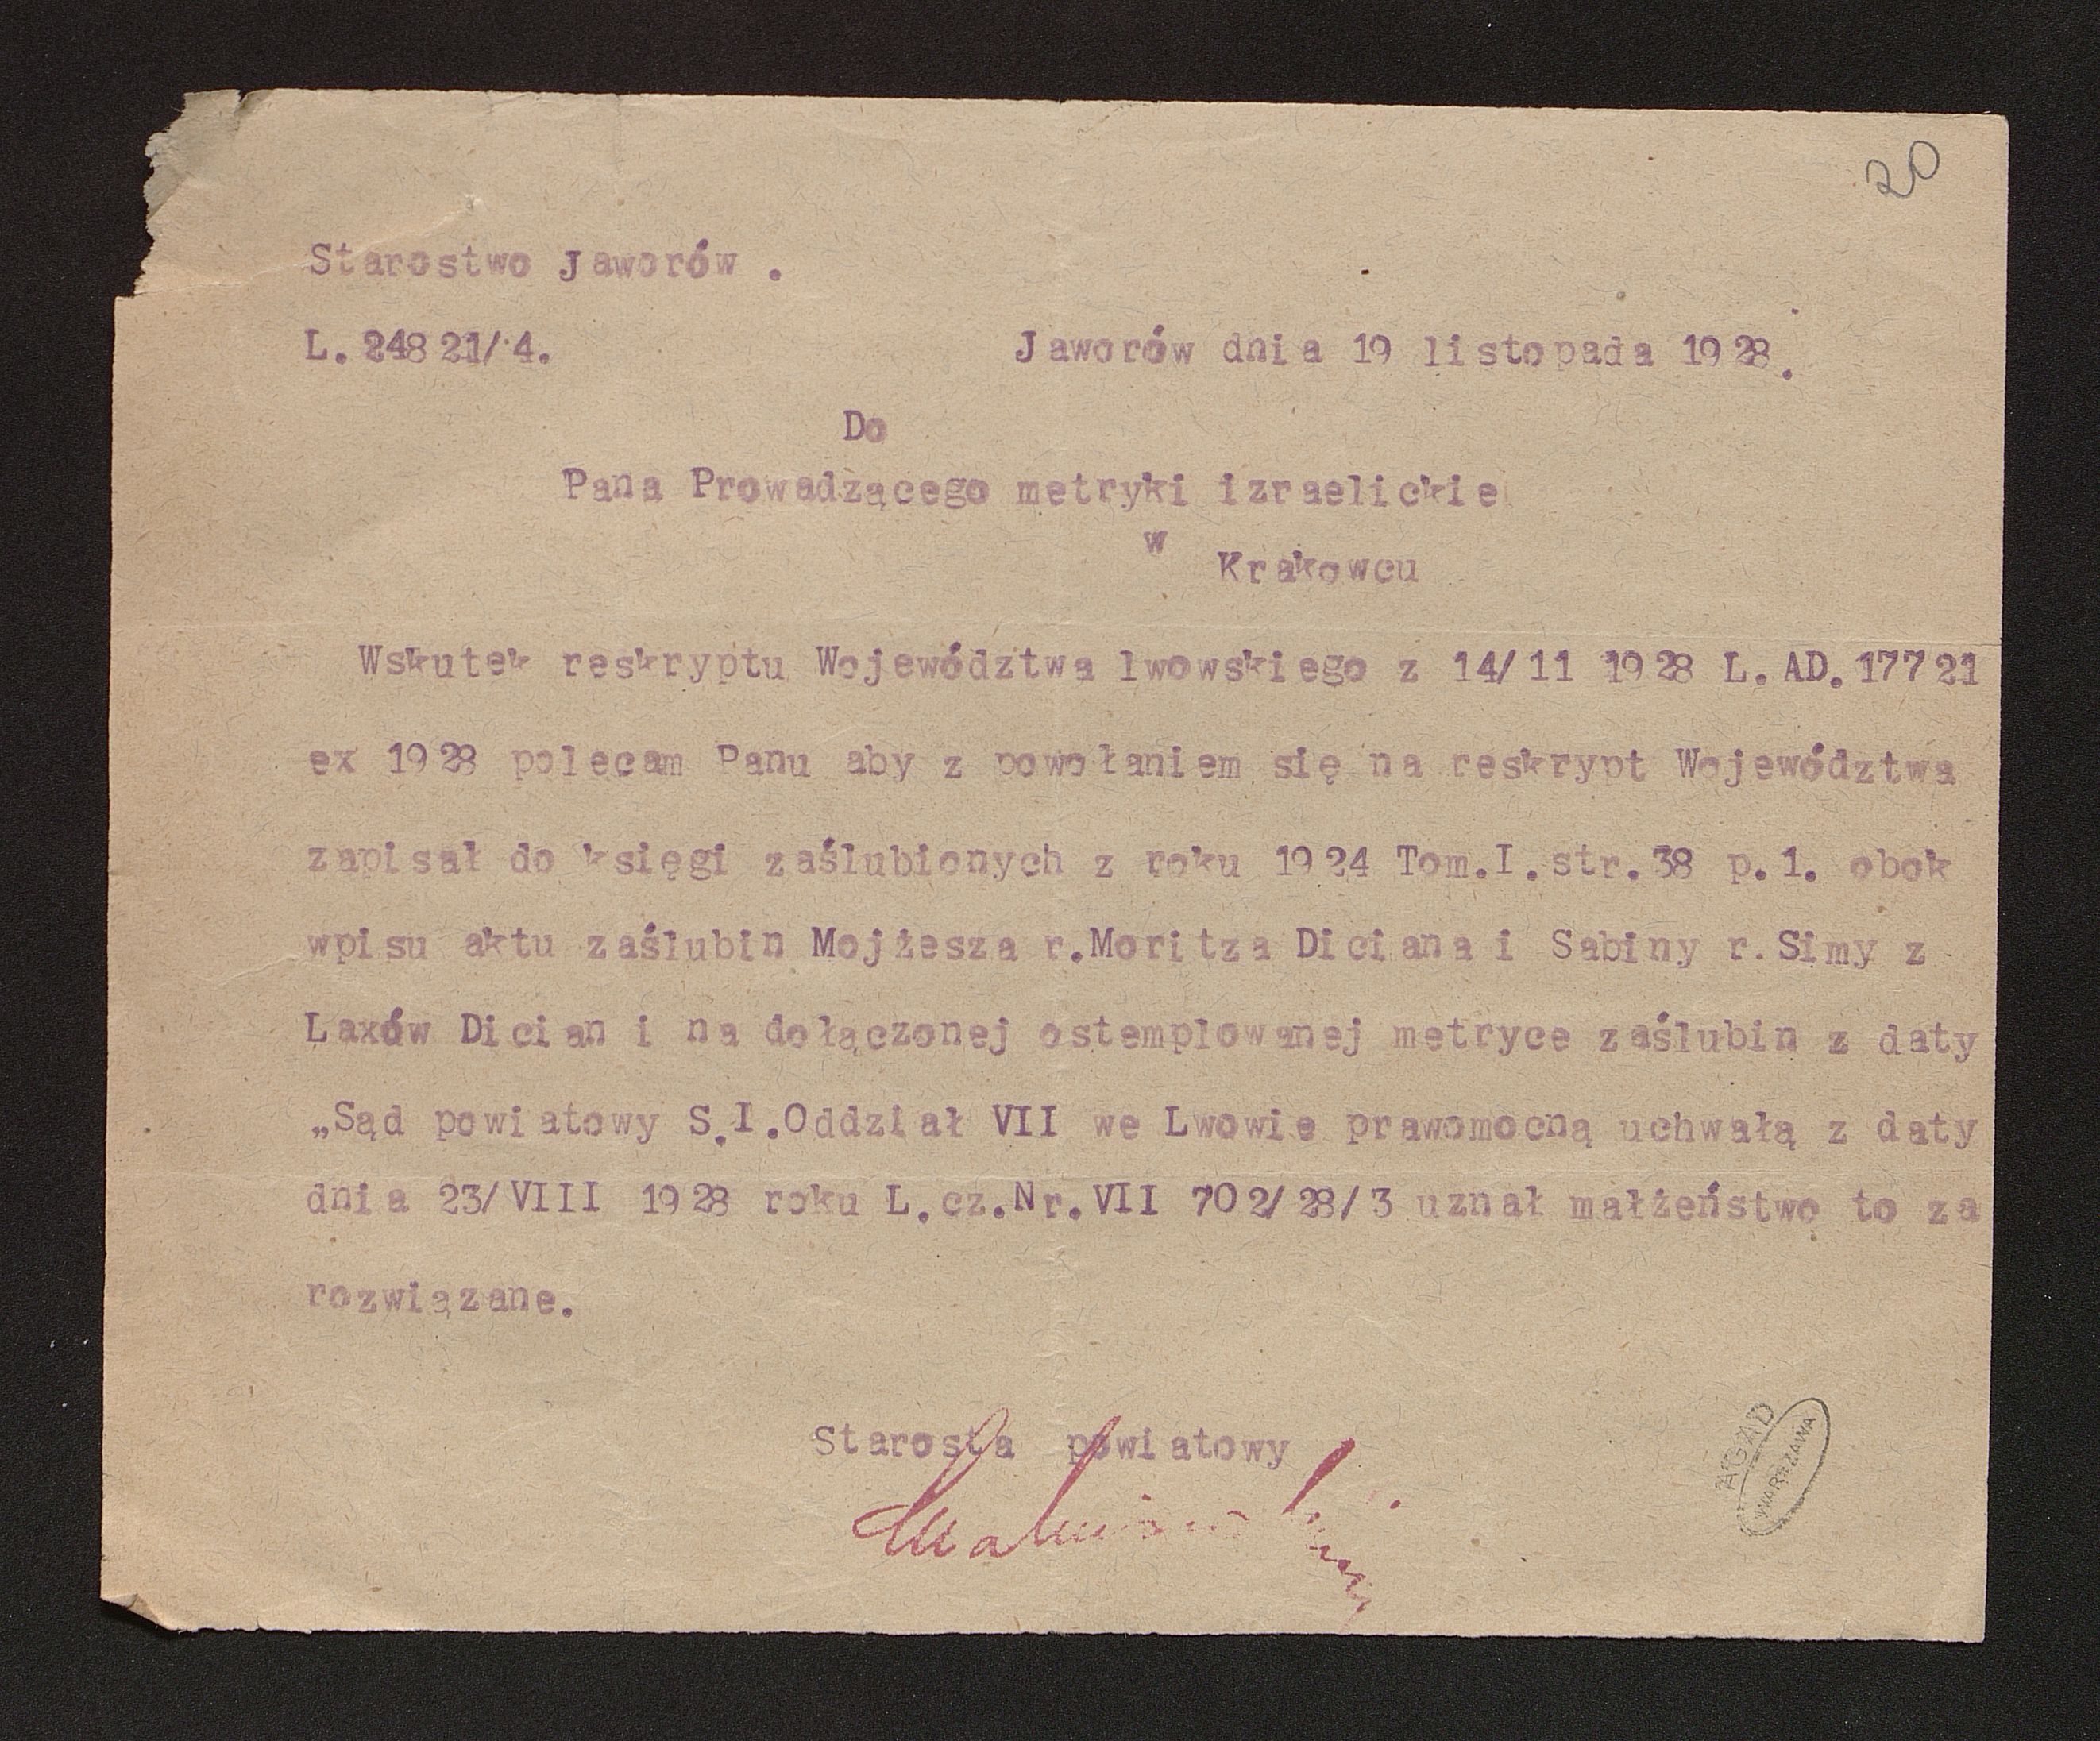 20
Starostwo Jaworów .
L. 24821/4.
Jaworów dnia 19 listopada 1928.
Do
Pana Prowadzącego metryki izraelickie
w
Krakowcu
Wskutek reskryptu Województwa lwowskiego z 14/11 1928 L. AD. 17721
ex 1928 polecam Panu aby z powołaniem się na reskrypt Województwa
zapisał do księgi zaślubionych z roku 1924 Tom.I.str.38 p.1. obok
wpisu aktu zaślubin Mojżesza r.Moritza Diciana i Sabiny r.Simy z
Laxów Dician i na dołączonej ostemplowanej metryce zaślubin z daty
„Sąd powiatowy S.I.Oddział VII we Lwowie prawomocną uchwałą z daty
dnia 23/VIII 1928 roku L.cz.Nr.VII 702/28/3 uznał małżeństwo to za
rozwiązane.
Starosta powiatowy
AGAD
WARSZAWA